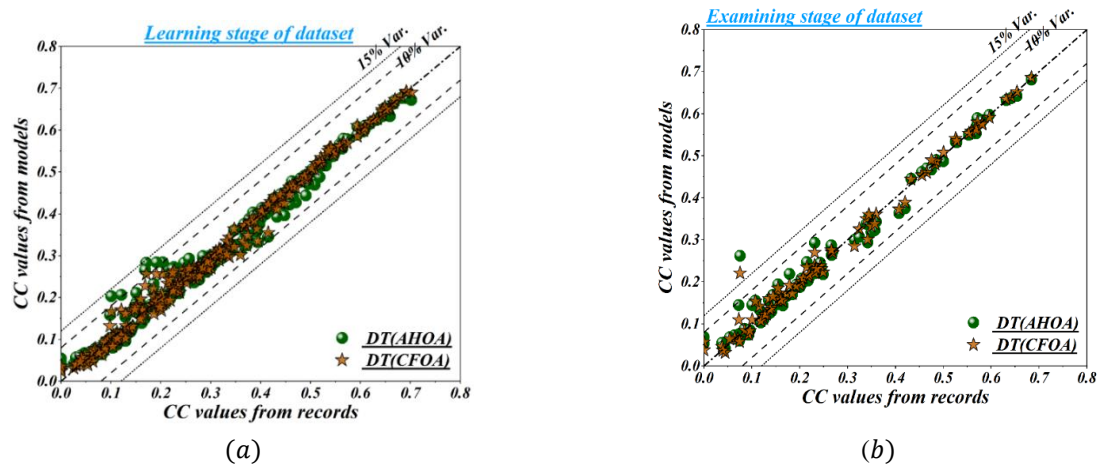 Learning stage of dataset
15% Var.
10% Var.
CC values from models
0.8
0.7
0.6
0.5
0.4
0.3
0.2
0.1
0.0
DT(AHOA)
DT(CFOA)
0.0 0.1 0.2 0.3 0.4 0.5 0.6 0.7 0.8
CC values from records
(a)
Examining stage of dataset
15% Var.
10% Var.
CC values from models
0.8
0.7
0.6
0.5
0.4
0.3
0.2
0.1
0.0
DT(AHOA)
DT(CFOA)
0.0 0.1 0.2 0.3 0.4 0.5 0.6 0.7 0.8
CC values from records
(b)